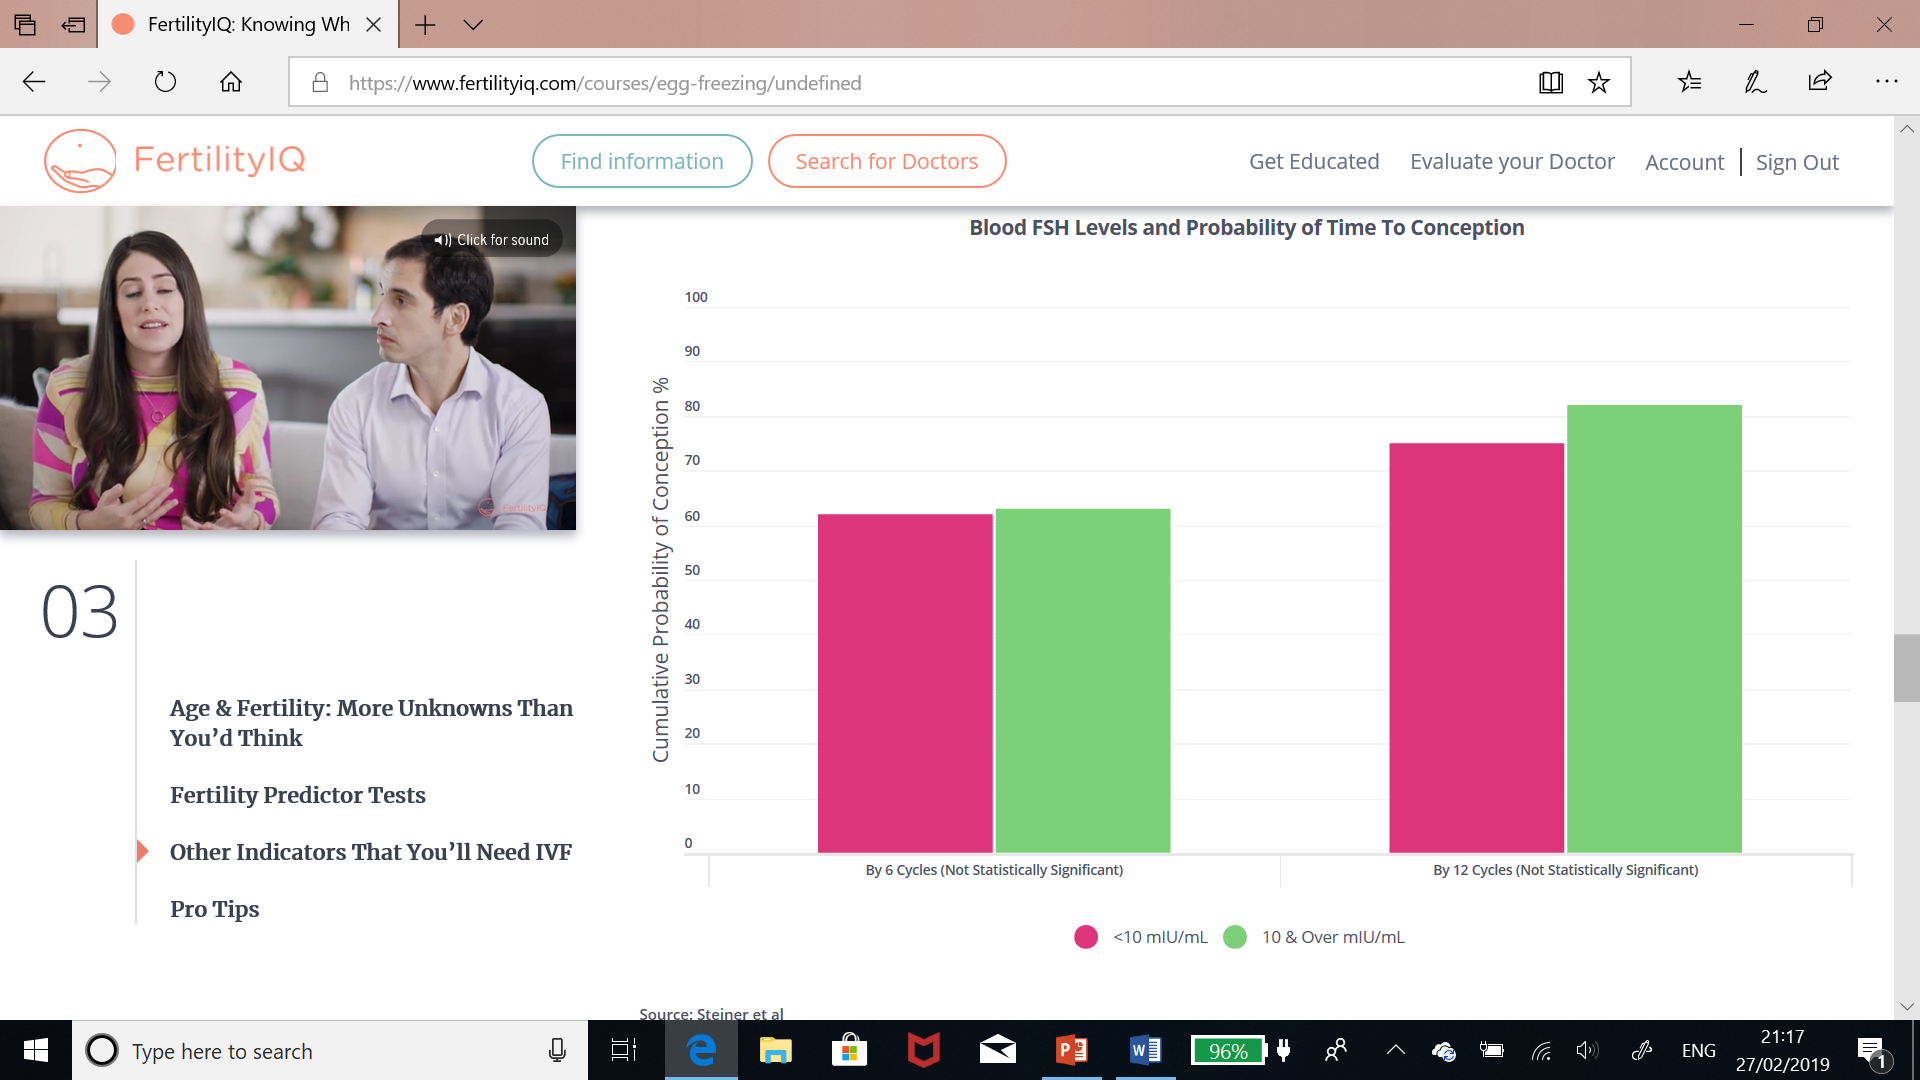 FertilityIQ: Knowing Wh
https://www.fertilityiq.com/courses/egg-freezing/undefined
FertilityIQ
Find information
Search for Doctors
Get Educated
Evaluate your Doctor
Account
Sign Out
Click for sound
FertilityIQ
03
Age & Fertility: More Unknowns Than
You’d Think
Fertility Predictor Tests
Other Indicators That You’ll Need IVF
Pro Tips
Blood FSH Levels and Probability of Time To Conception
Cumulative Probability of Conception %
100
90
80
70
60
50
40
30
20
10
0
By 6 Cycles (Not Statistically Significant)
By 12 Cycles (Not Statistically Significant)
<10 mIU/mL
10 & Over mIU/mL
Source: Steiner et al
Type here to search
96%
ENG
21:17
27/02/2019
1